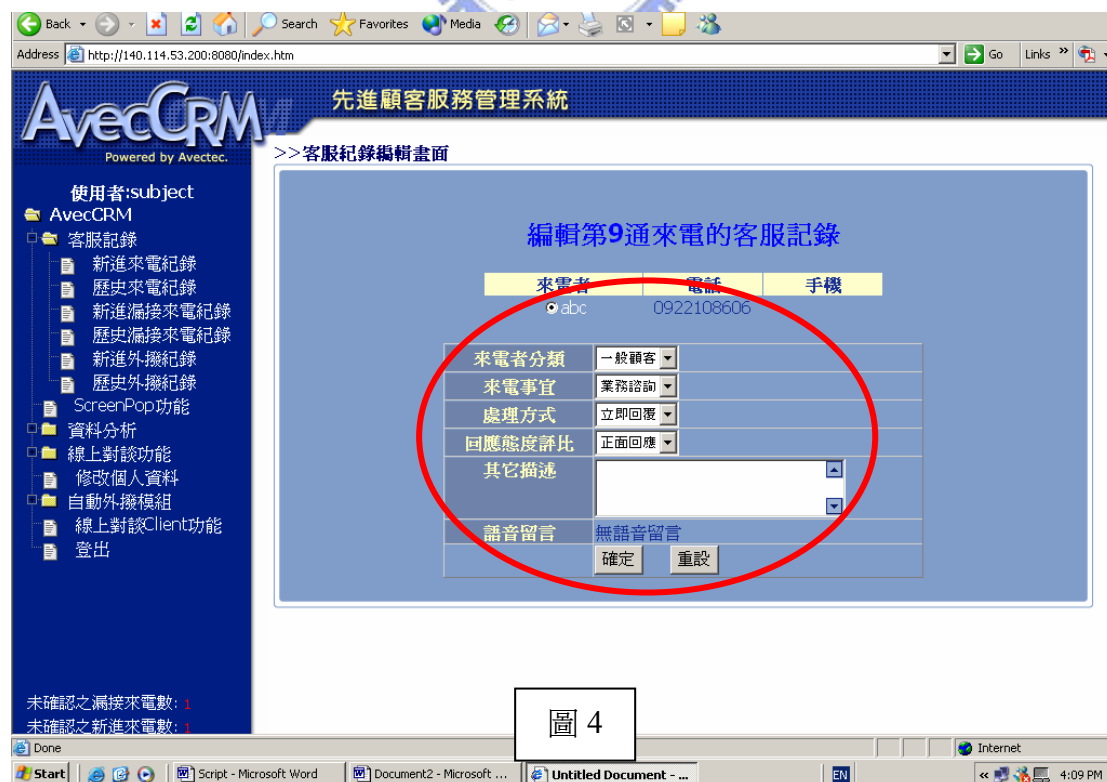 Back Search Favorites Media
Address http://140.114.53.200:8080/index.htm Go Links »
AvecCRM
Powered by Avectec.
先進顧客服務管理系統
>>客服紀錄編輯畫面
使用者:subject
AvecCRM
客服記錄
新進來電紀錄
歷史來電紀錄
新進漏接來電紀錄
歷史漏接來電紀錄
新進外撥紀錄
歷史外撥紀錄
ScreenPop功能
資料分析
線上對談功能
修改個人資料
自動外撥模組
線上對談Client功能
登出
未確認之漏接來電數: 1
未確認之新進來電數: 1
編輯第9通來電的客服記錄
來電者 電話 手機
abc 0922108606
來電者分類 一般顧客
來電事宜 業務諮詢
處理方式 立即回覆
回應態度評比 正面回應
其它描述
語音留言 無語音留言
確定 重設
圖 4
Done Internet
Start Script - Microsoft Word Document2 - Microsoft ... Untitled Document - ... EN « 4:09 PM